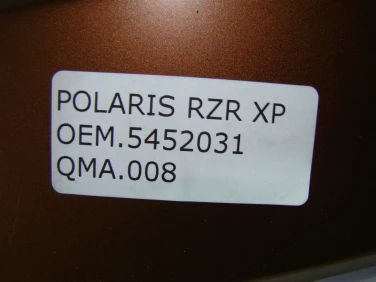 POLARIS RZR XP
OEM.5452031
QMA.008